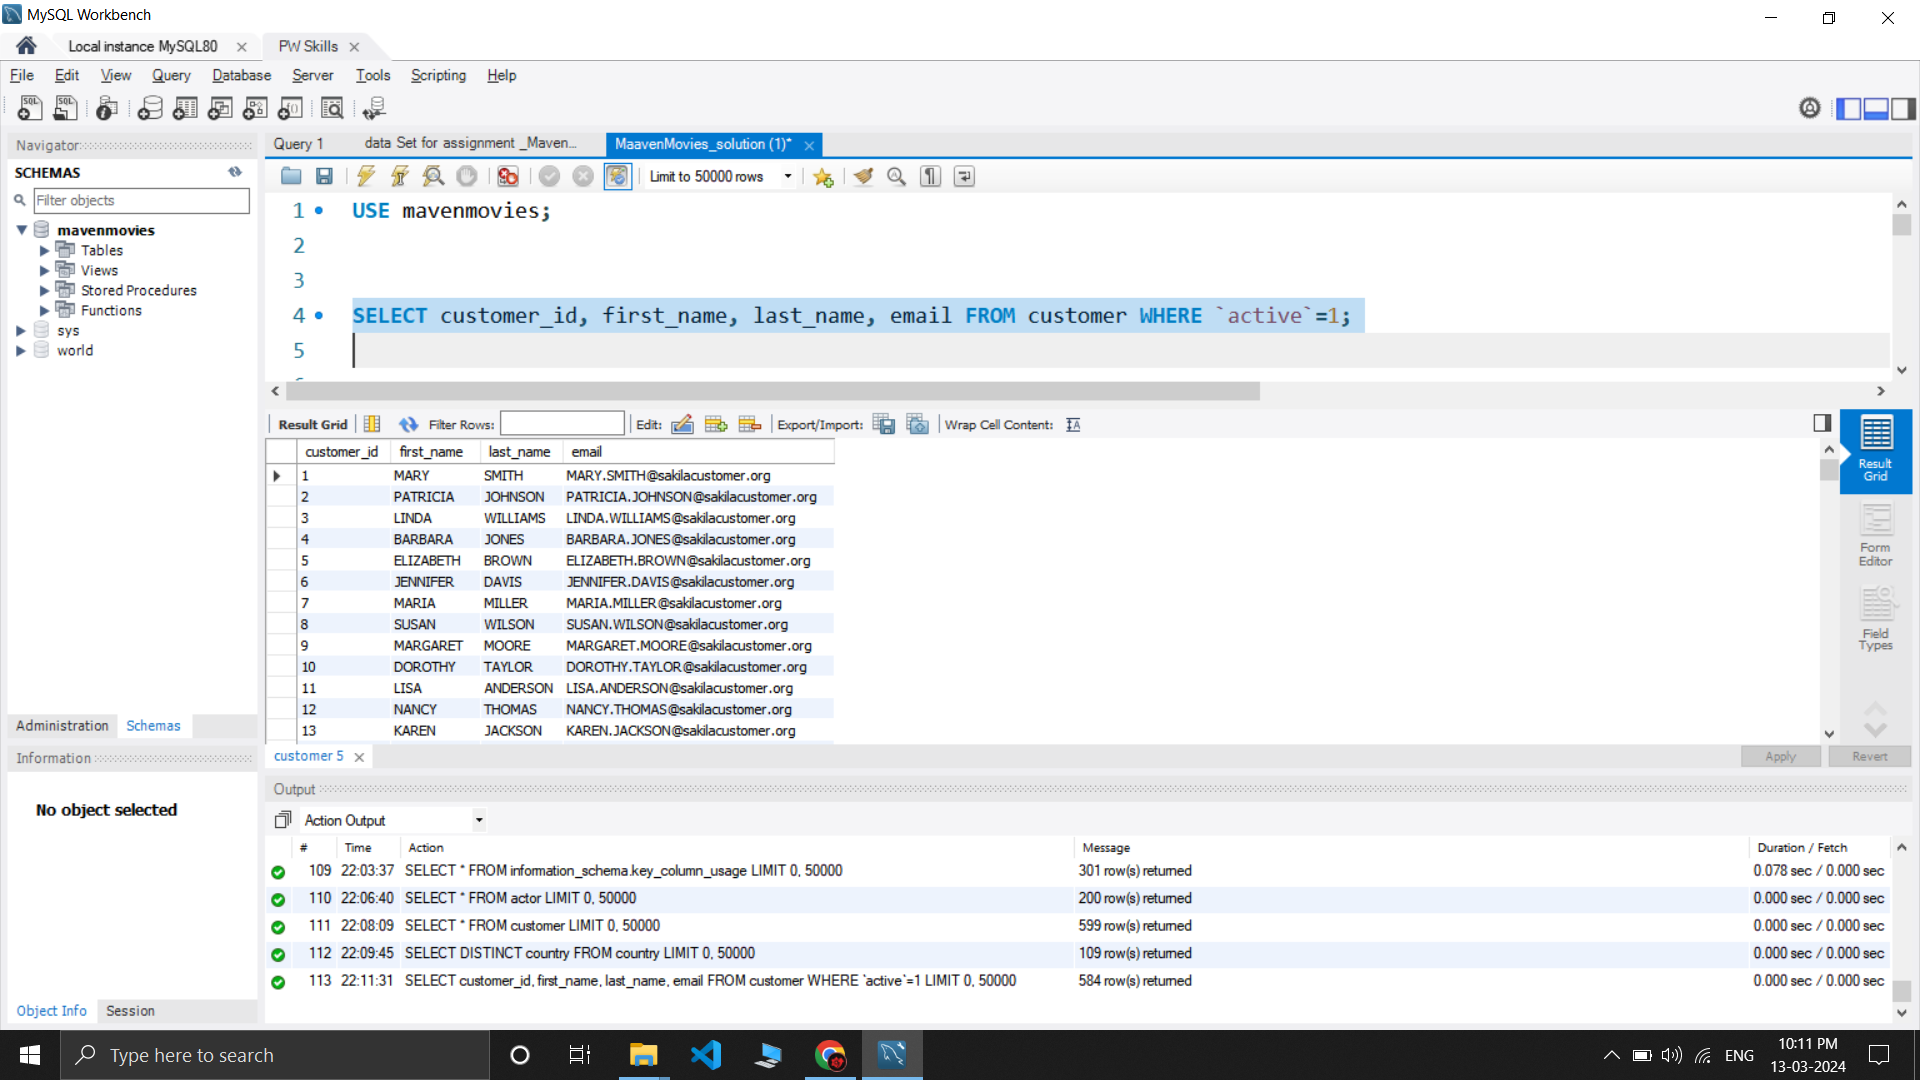 MySQL Workbench
Local instance MySQL80
PW Skills
File Edit View Query Database Server Tools Scripting Help
Navigator
SCHEMAS
Filter objects
mavenmovies
Tables
Views
Stored Procedures
Functions
sys
world
Administration Schemas
Information
No object selected
Object Info Session
Query 1
data Set for assignment _Maven...
MaavenMovies_solution (1)*
Limit to 50000 rows
1 USE mavenmovies;
2
3
4 SELECT customer_id, first_name, last_name, email FROM customer WHERE `active`=1;
5
Result Grid Filter Rows: Edit: Export/Import: Wrap Cell Content:
customer_id first_name last_name email
1 MARY SMITH MARY.SMITH@sakilacustomer.org
2 PATRICIA JOHNSON PATRICIA.JOHNSON@sakilacustomer.org
3 LINDA WILLIAMS LINDA.WILLIAMS@sakilacustomer.org
4 BARBARA JONES BARBARA.JONES@sakilacustomer.org
5 ELIZABETH BROWN ELIZABETH.BROWN@sakilacustomer.org
6 JENNIFER DAVIS JENNIFER.DAVIS@sakilacustomer.org
7 MARIA MILLER MARIA.MILLER@sakilacustomer.org
8 SUSAN WILSON SUSAN.WILSON@sakilacustomer.org
9 MARGARET MOORE MARGARET.MOORE@sakilacustomer.org
10 DOROTHY TAYLOR DOROTHY.TAYLOR@sakilacustomer.org
11 LISA ANDERSON LISA.ANDERSON@sakilacustomer.org
12 NANCY THOMAS NANCY.THOMAS@sakilacustomer.org
13 KAREN JACKSON KAREN.JACKSON@sakilacustomer.org
Result
Grid
Form
Editor
Field
Types
customer 5
Apply Revert
Output
Action Output
# Time Action Message Duration / Fetch
109 22:03:37 SELECT * FROM information_schema.key_column_usage LIMIT 0, 50000 301 row(s) returned 0.078 sec / 0.000 sec
110 22:06:40 SELECT * FROM actor LIMIT 0, 50000 200 row(s) returned 0.000 sec / 0.000 sec
111 22:08:09 SELECT * FROM customer LIMIT 0, 50000 599 row(s) returned 0.000 sec / 0.000 sec
112 22:09:45 SELECT DISTINCT country FROM country LIMIT 0, 50000 109 row(s) returned 0.000 sec / 0.000 sec
113 22:11:31 SELECT customer_id, first_name, last_name, email FROM customer WHERE `active`=1 LIMIT 0, 50000 584 row(s) returned 0.000 sec / 0.000 sec
Type here to search
ENG
10:11 PM
13-03-2024